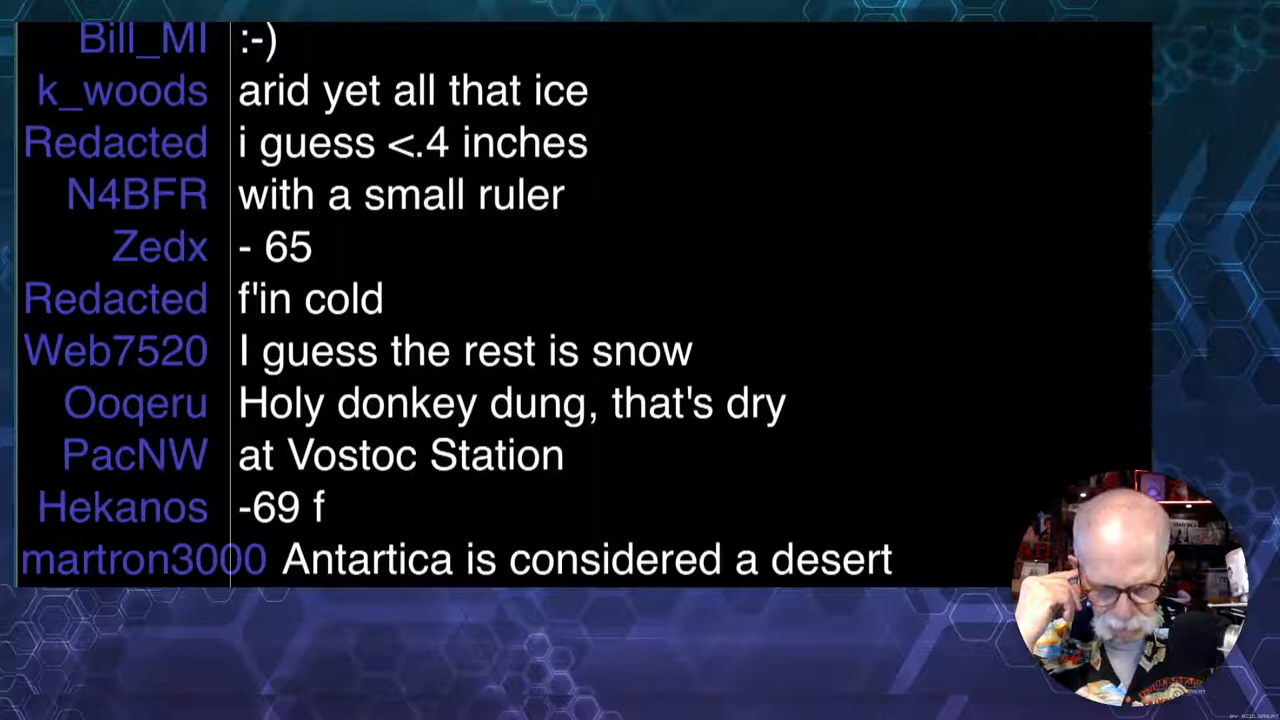 Bill_MI :-)
k_woods arid yet all that ice
Redacted i guess <.4 inches
N4BFR with a small ruler
Zedx - 65
Redacted f'in cold
Web7520 I guess the rest is snow
Ooqeru Holy donkey dung, that's dry
PacNW at Vostoc Station
Hekanos -69 f
martron3000 Antartica is considered a desert